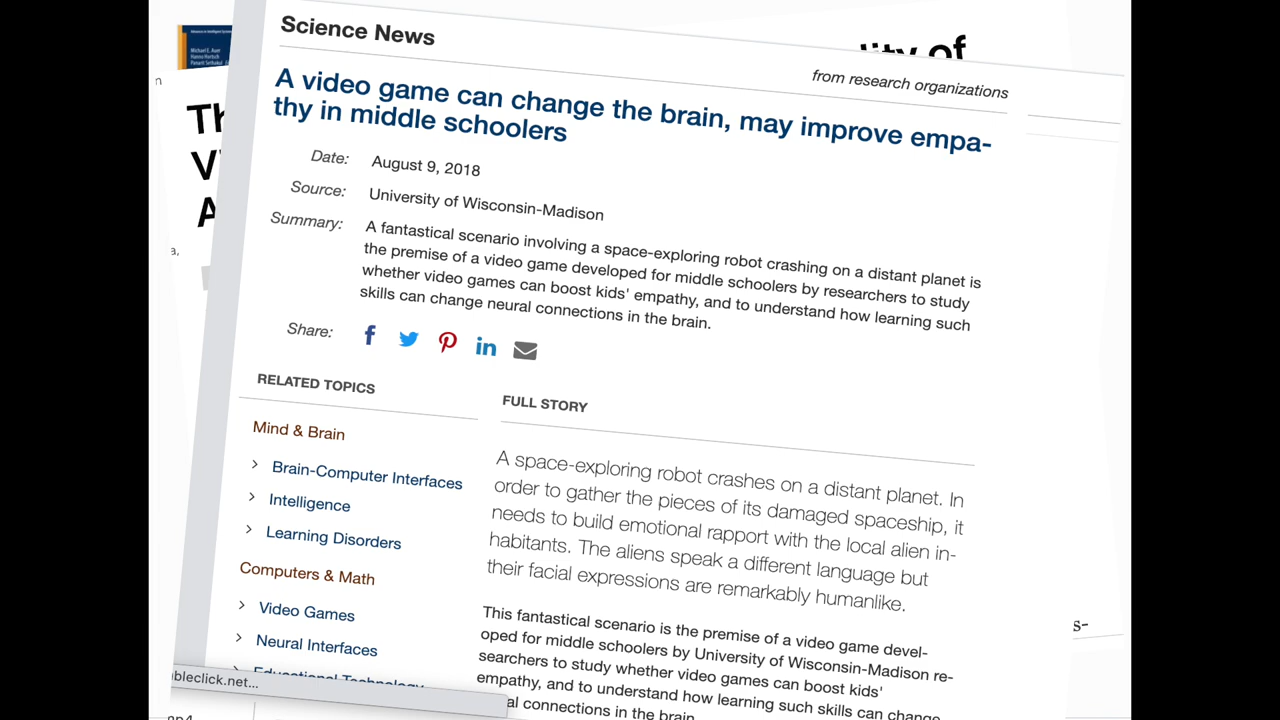 Science News
from research organizations
A video game can change the brain, may improve empa-
thy in middle schoolers
Date: August 9, 2018
Source: University of Wisconsin-Madison
Summary: A fantastical scenario involving a space-exploring robot crashing on a distant planet is
the premise of a video game developed for middle schoolers by researchers to study
whether video games can boost kids' empathy, and to understand how learning such
skills can change neural connections in the brain.
Share:
RELATED TOPICS
Mind & Brain
Brain-Computer Interfaces
Intelligence
Learning Disorders
Computers & Math
Video Games
Neural Interfaces
Educational Technology
bleclick.net...
FULL STORY
A space-exploring robot crashes on a distant planet. In
order to gather the pieces of its damaged spaceship, it
needs to build emotional rapport with the local alien in-
habitants. The aliens speak a different language but
their facial expressions are remarkably humanlike.
This fantastical scenario is the premise of a video game devel-
oped for middle schoolers by University of Wisconsin-Madison re-
searchers to study whether video games can boost kids'
empathy, and to understand how learning such skills can change
al connections in the brain.
of
Th
V
A
a,
n
s-
mp4
Michael E. Auer